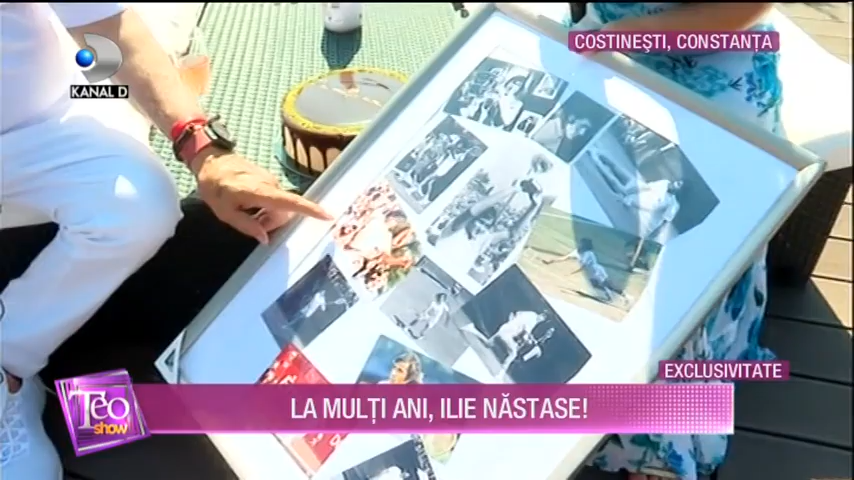 COSTINEȘTI, CONSTANȚA
KANAL D
EXCLUSIVITATE
Teo
show
LA MULȚI ANI, ILIE NĂSTASE!